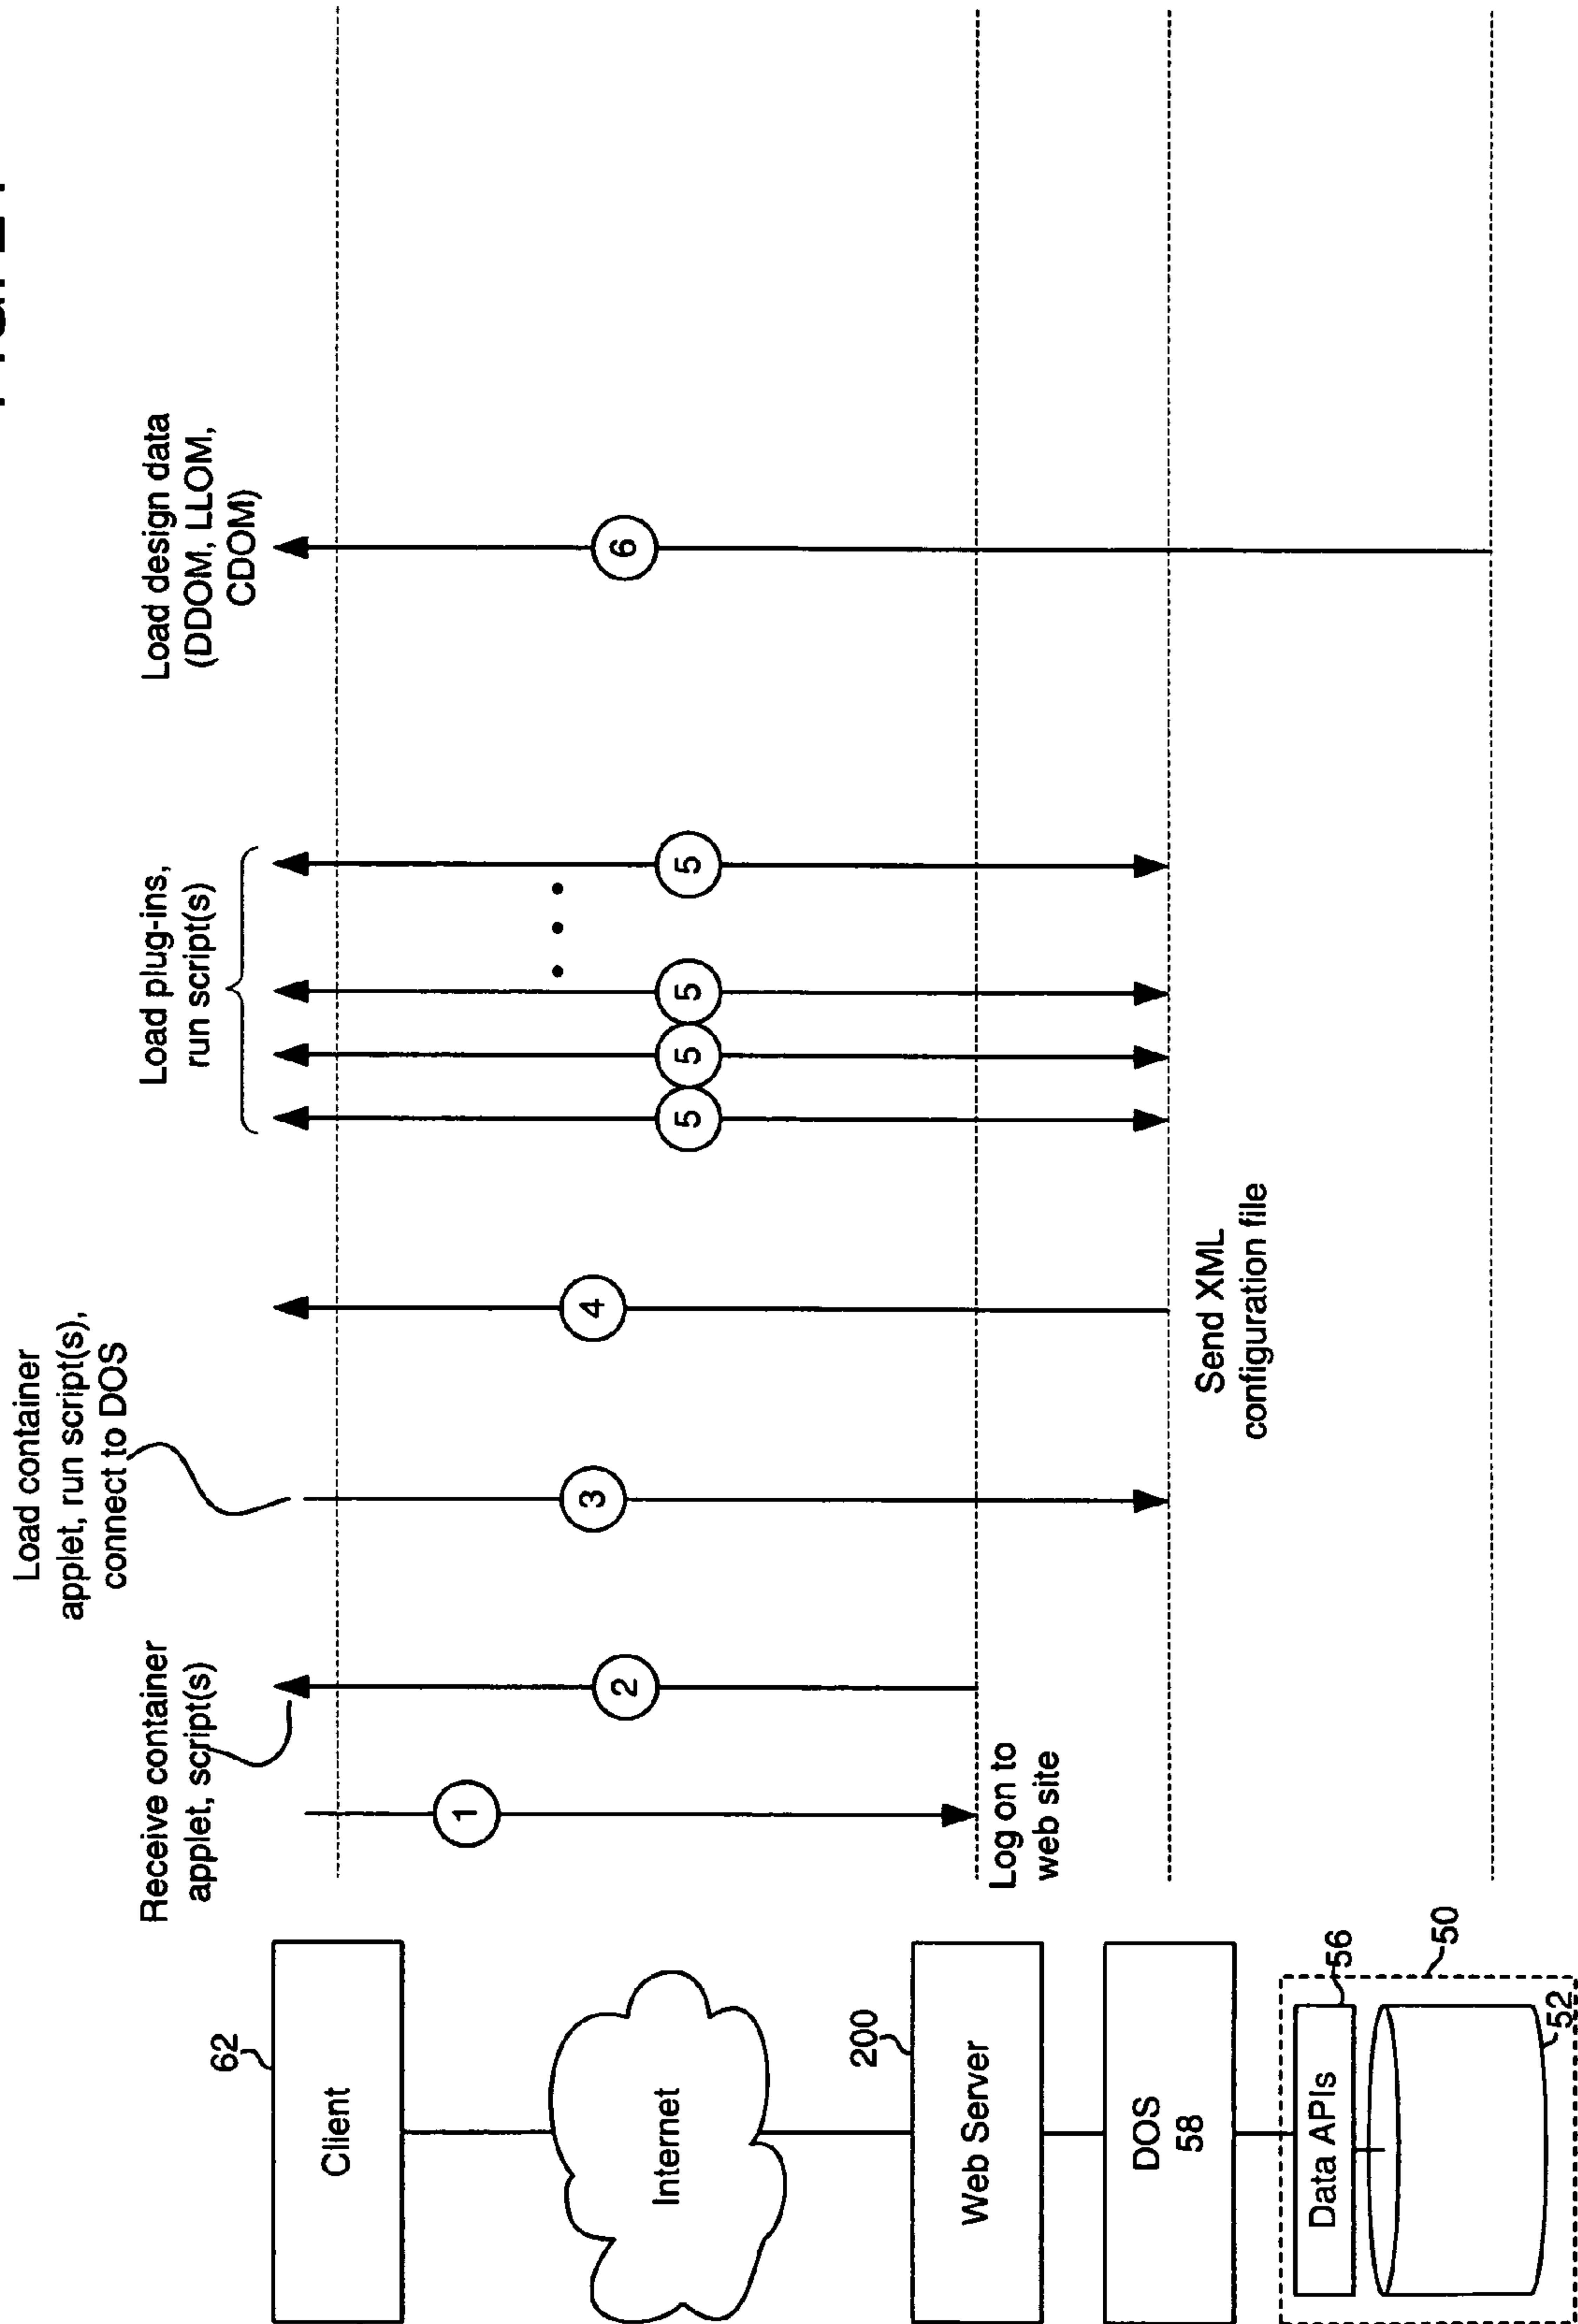 Load container
applet, run script(s),
connect to DOS
Receive container
applet, script(s)
Load plug-ins,
run script(s)
Load design data
(DDOM, LLOM,
CDOM)
62
Client
1
2
3
4
5
5
5
5
6
Internet
200
Web Server
Log on to
web site
DOS
58
Send XML
configuration file
56
50
Data APIs
52